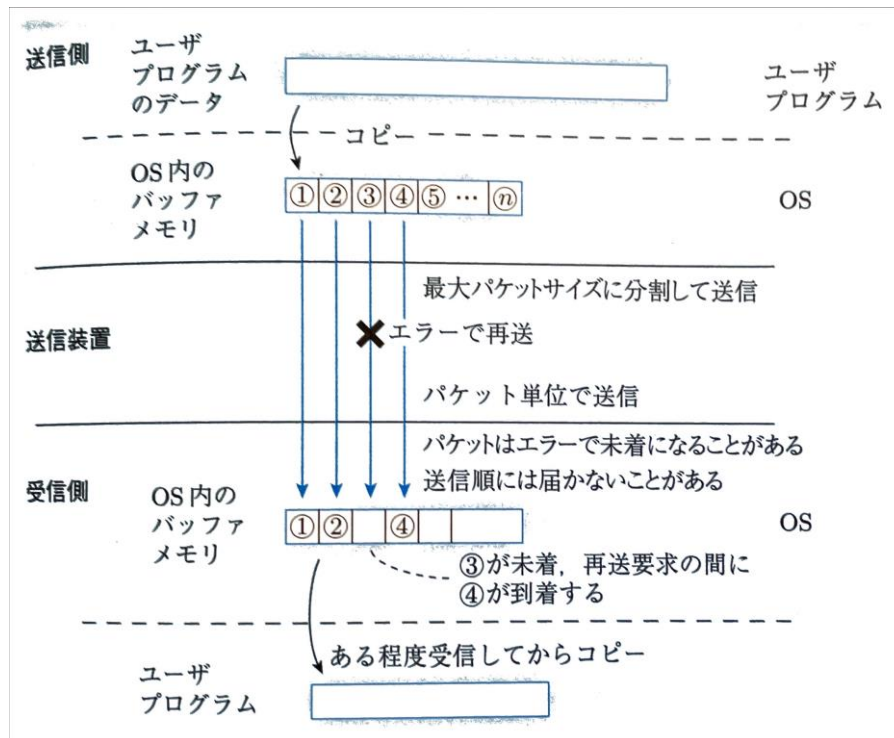 送信側
ユーザ
プログラム
のデータ
ユーザ
プログラム
コピー
OS内の
バッファ
メモリ
① ② ③ ④ ⑤ … ⓝ
OS
最大パケットサイズに分割して送信
送信装置
エラーで再送
パケット単位で送信
パケットはエラーで未着になることがある
送信順には届かないことがある
受信側
OS内の
バッファ
メモリ
① ② ④
OS
③が未着，再送要求の間に
④が到着する
ある程度受信してからコピー
ユーザ
プログラム